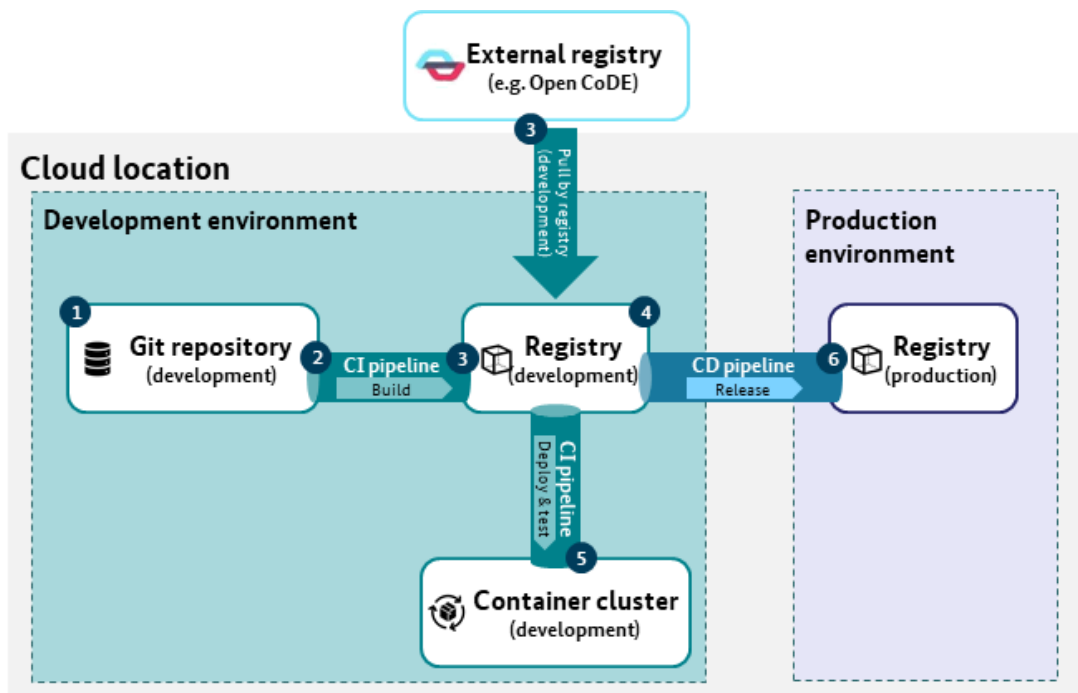 External registry
(e.g. Open CoDE)
3
Pull by registry
(development)
Cloud location
Development environment
Production
environment
1
Git repository
(development)
2
CI pipeline
Build
3
4
Registry
(development)
CD pipeline
Release
6
Registry
(production)
CI pipeline
Deploy & test
5
Container cluster
(development)